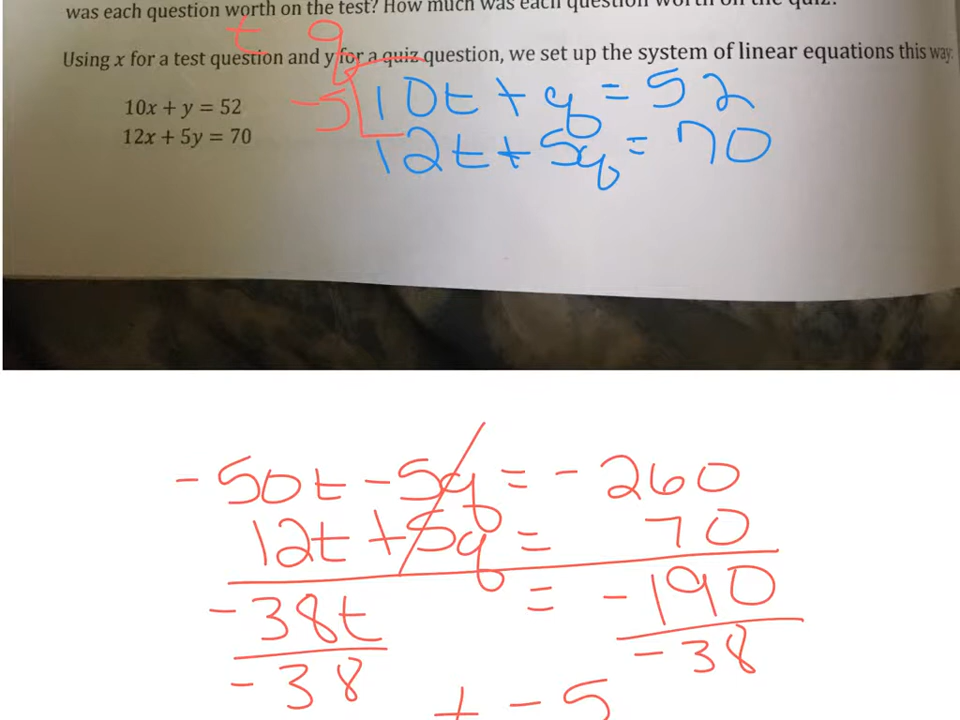 was each question worth on the test? How much was each question worth on the quiz?
t q
Using x for a test question and y for a quiz question, we set up the system of linear equations this way.
10x + y = 52
12x + 5y = 70
-5 10t + q = 52
12t + 5q = 70
-50t - 5q = -260
12t + 5q = 70
-38t = -190
-38 -38
t = 5